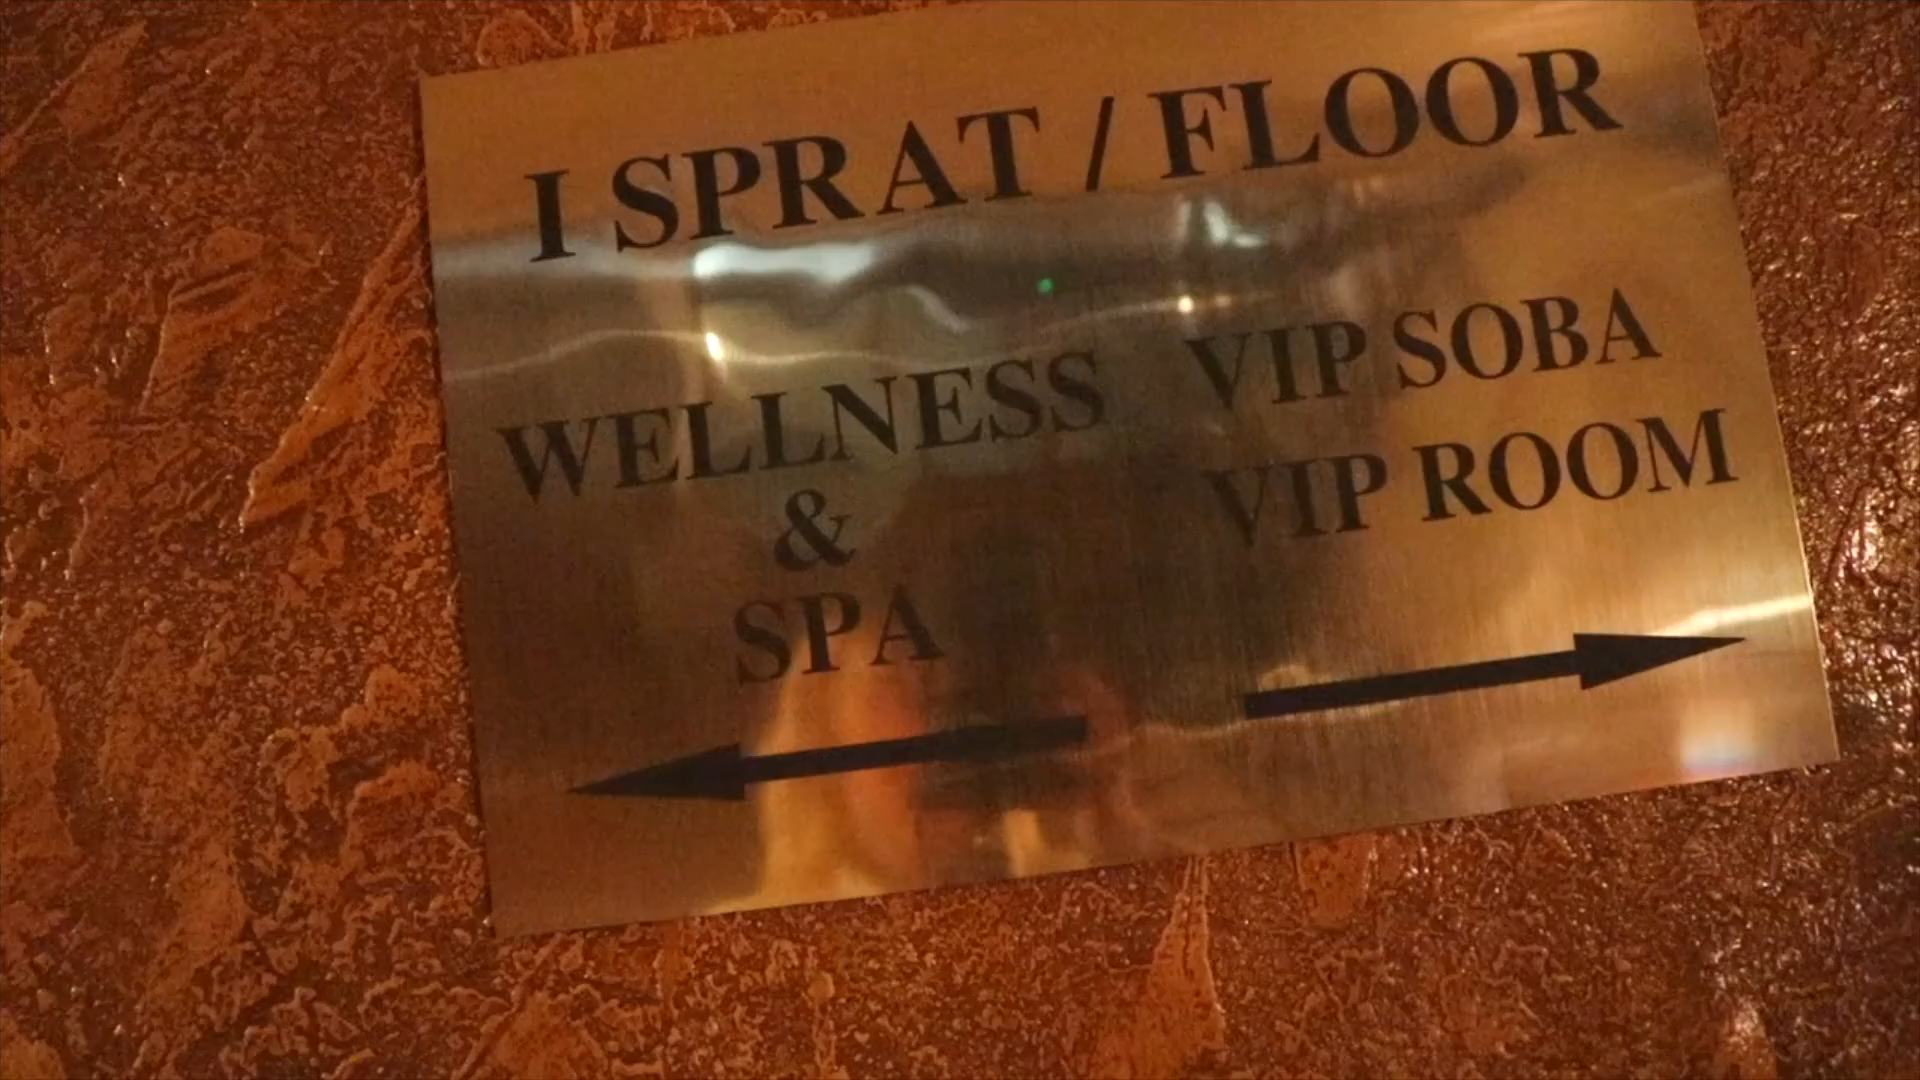 I SPRAT / FLOOR
WELLNESS
&
SPA
VIP SOBA
VIP ROOM